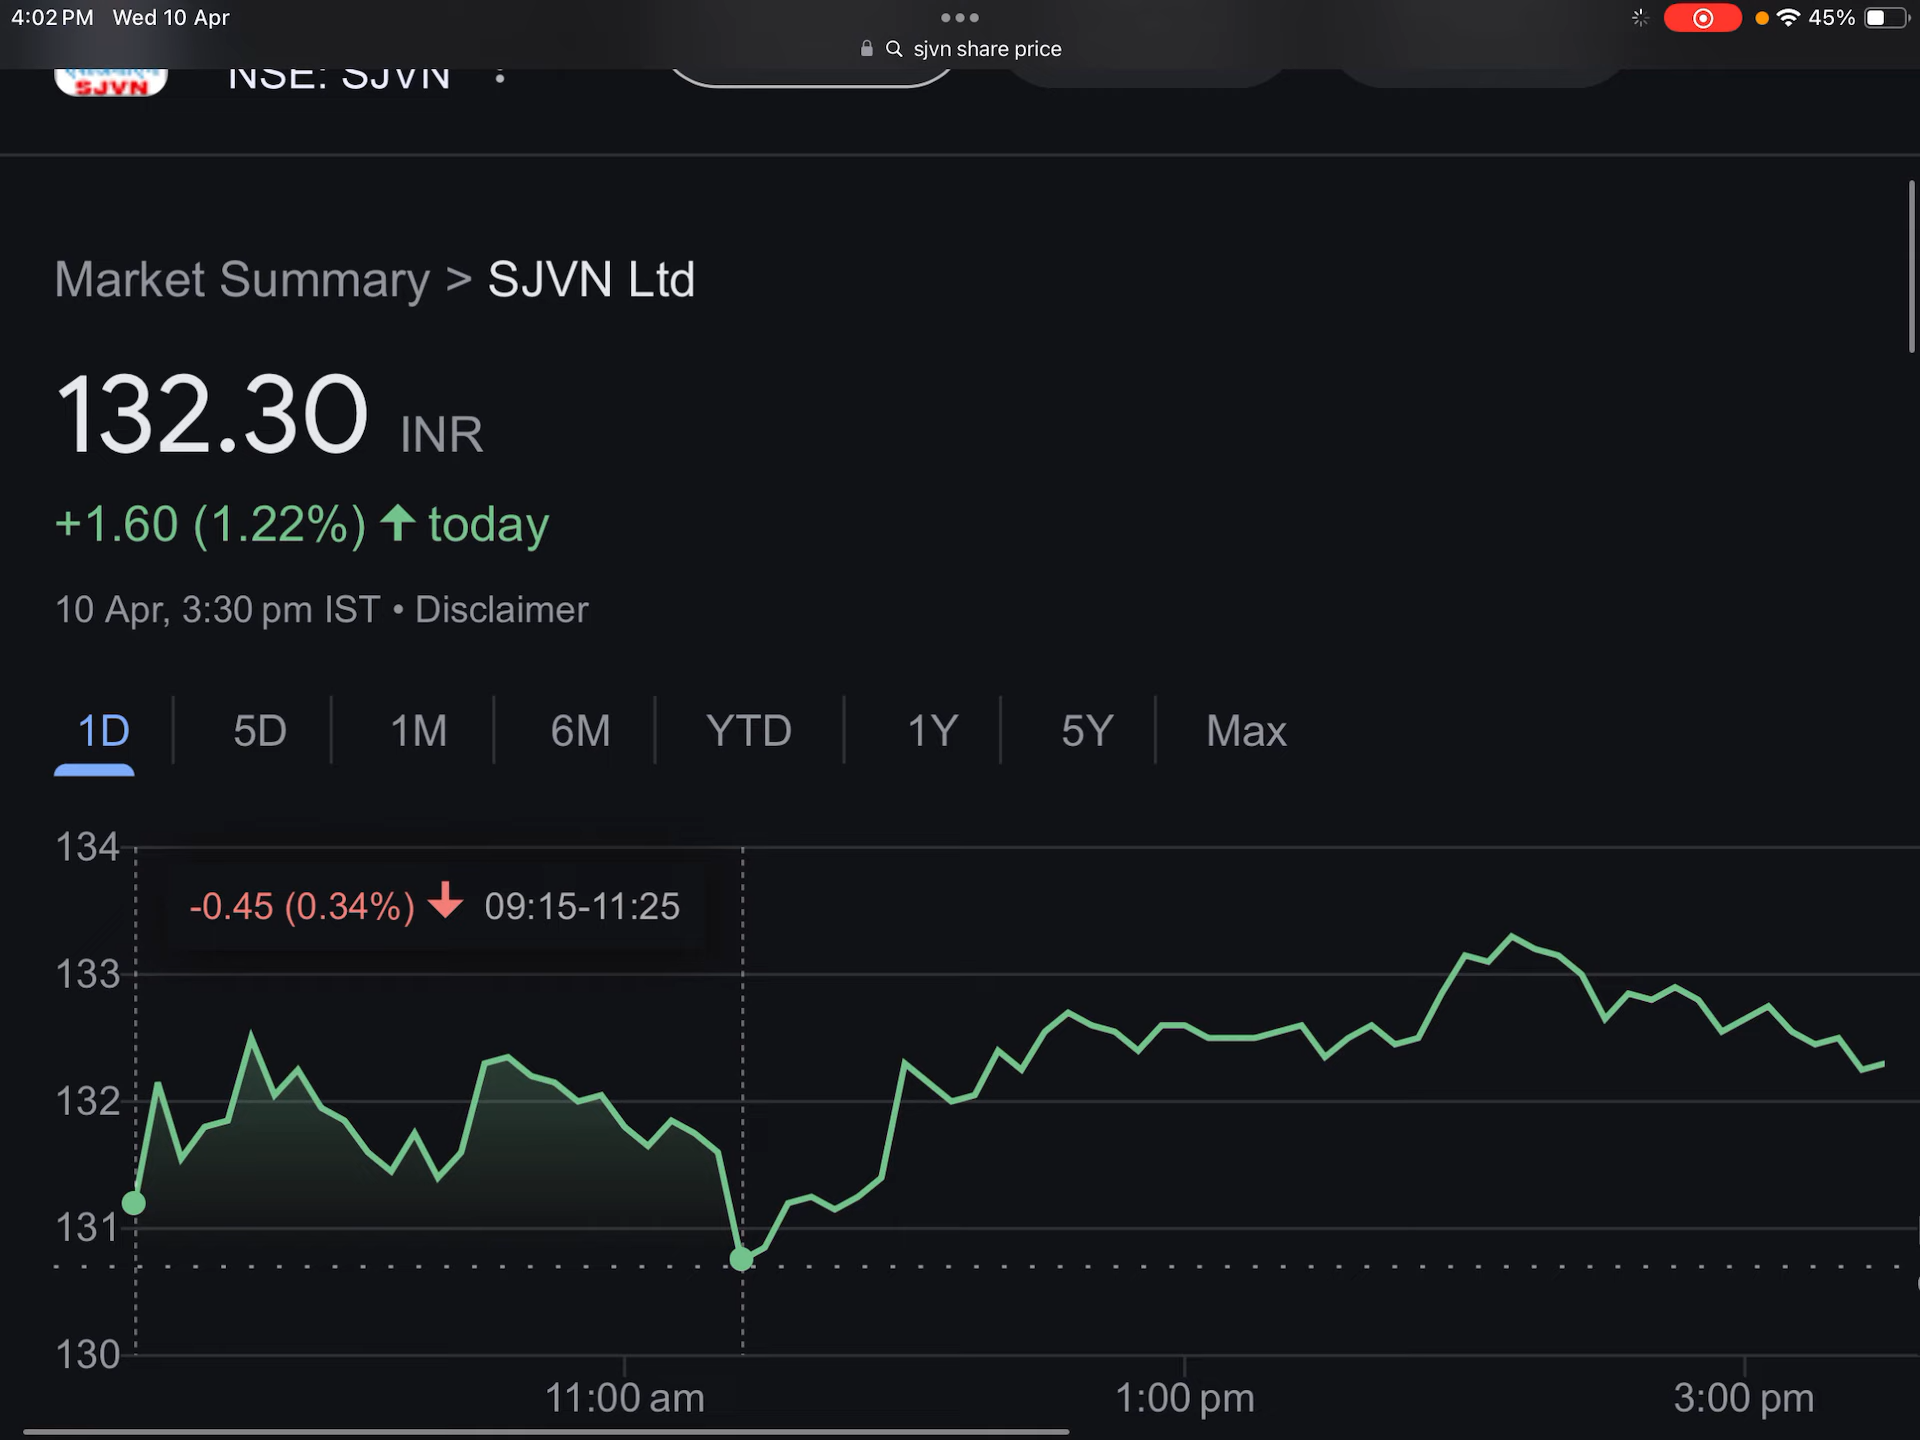 4:02 PM Wed 10 Apr
45%
sjvn share price
SJVN
NSE: SJVN
Market Summary > SJVN Ltd
132.30 INR
+1.60 (1.22%) ↑ today
10 Apr, 3:30 pm IST • Disclaimer
1D 5D 1M 6M YTD 1Y 5Y Max
134
-0.45 (0.34%) ↓ 09:15-11:25
133
132
131
130
11:00 am 1:00 pm 3:00 pm